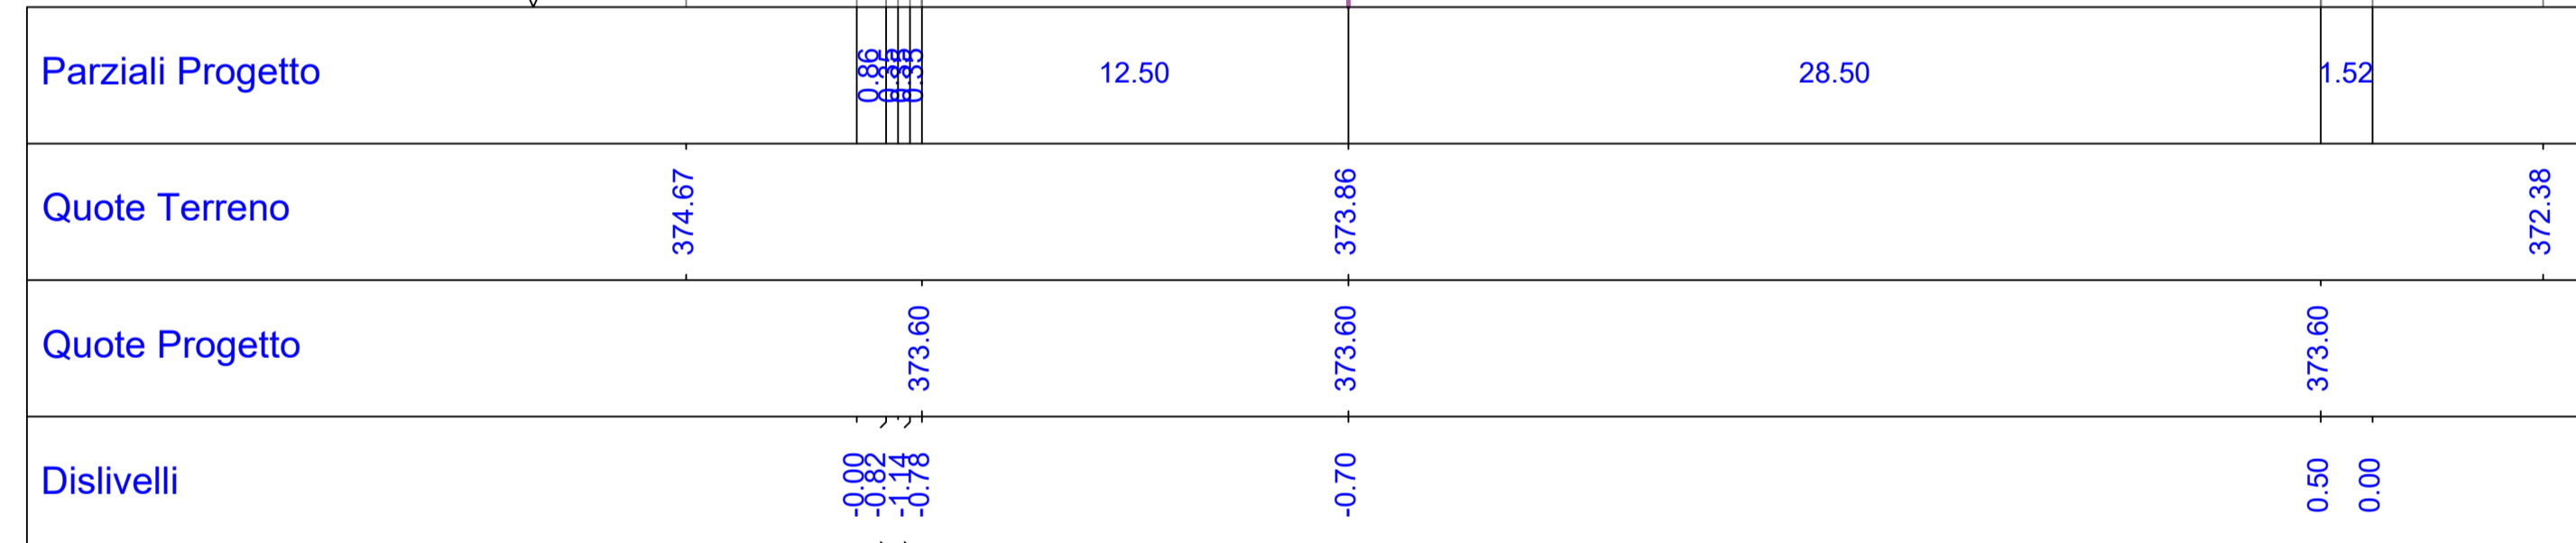 Parziali Progetto 0.86 0.35 12.50 28.50 1.52
Quote Terreno 374.67 373.86 372.38
Quote Progetto 373.60 373.60 373.60
Dislivelli -0.00 -0.82 -1.14 -0.78 -0.70 0.50 0.00